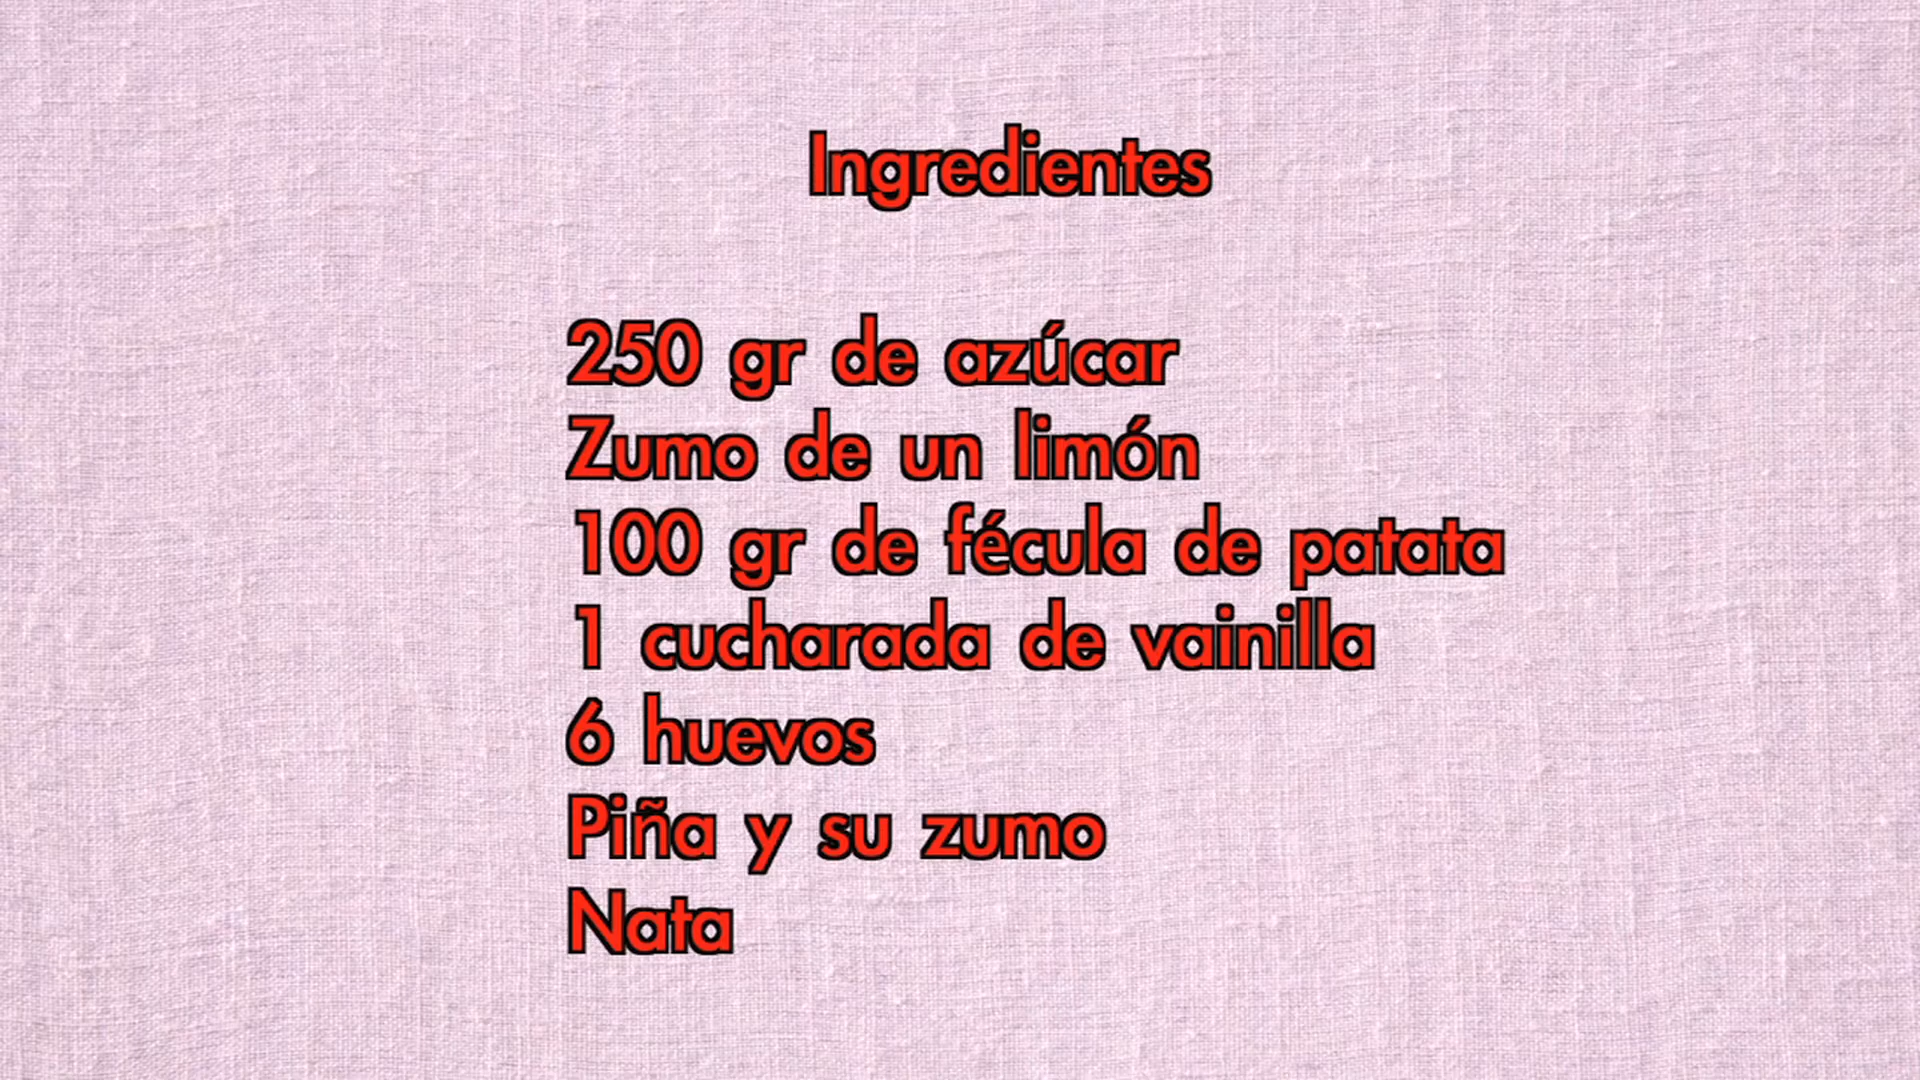 Ingredientes
250 gr de azúcar
Zumo de un limón
100 gr de fécula de patata
1 cucharada de vainilla
6 huevos
Piña y su zumo
Nata